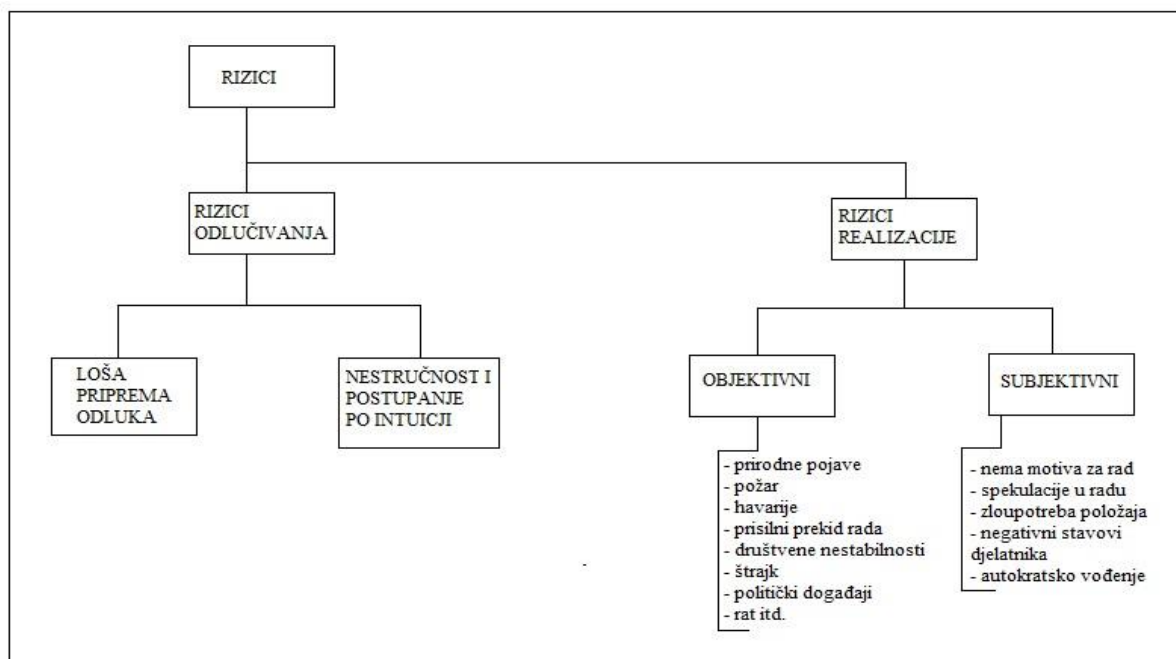 RIZICI
RIZICI
ODLUČIVANJA
RIZICI
REALIZACIJE
LOŠA
PRIPREMA
ODLUKA
NESTRUČNOST I
POSTUPANJE
PO INTUICJI
OBJEKTIVNI
SUBJEKTIVNI
- prirodne pojave
- požar
- havarije
- prisilni prekid rada
- društvene nestabilnosti
- štrajk
- politički događaji
- rat itd.
- nema motiva za rad
- spekulacije u radu
- zloupotreba položaja
- negativni stavovi
djelatnika
- autokratsko vođenje